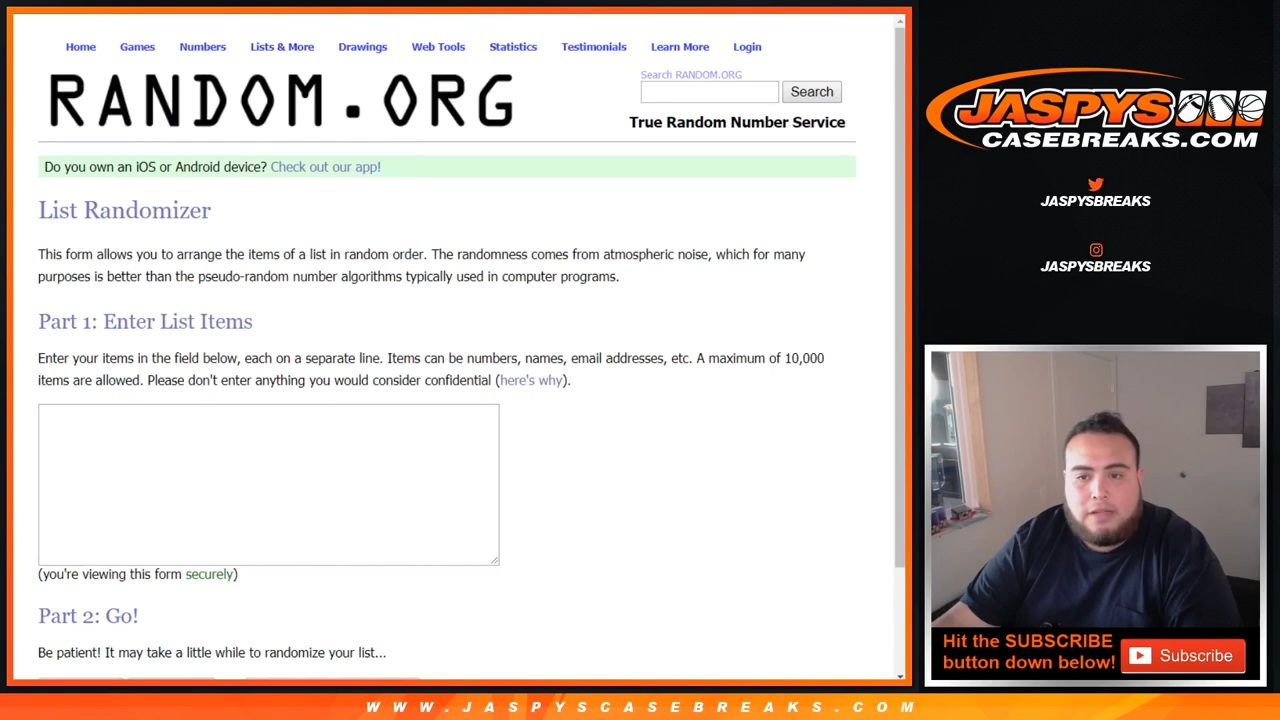 Home Games Numbers Lists & More Drawings Web Tools Statistics Testimonials Learn More Login
RANDOM.ORG
Search RANDOM.ORG
Search
True Random Number Service
Do you own an iOS or Android device? Check out our app!
List Randomizer
This form allows you to arrange the items of a list in random order. The randomness comes from atmospheric noise, which for many
purposes is better than the pseudo-random number algorithms typically used in computer programs.
Part 1: Enter List Items
Enter your items in the field below, each on a separate line. Items can be numbers, names, email addresses, etc. A maximum of 10,000
items are allowed. Please don't enter anything you would consider confidential (here's why).
(you're viewing this form securely)
Part 2: Go!
Be patient! It may take a little while to randomize your list...
JASPYS
CASEBREAKS.COM
JASPYSBREAKS
JASPYSBREAKS
Hit the SUBSCRIBE
button down below!
Subscribe
WWW.JASPYSCASEBREAKS.COM